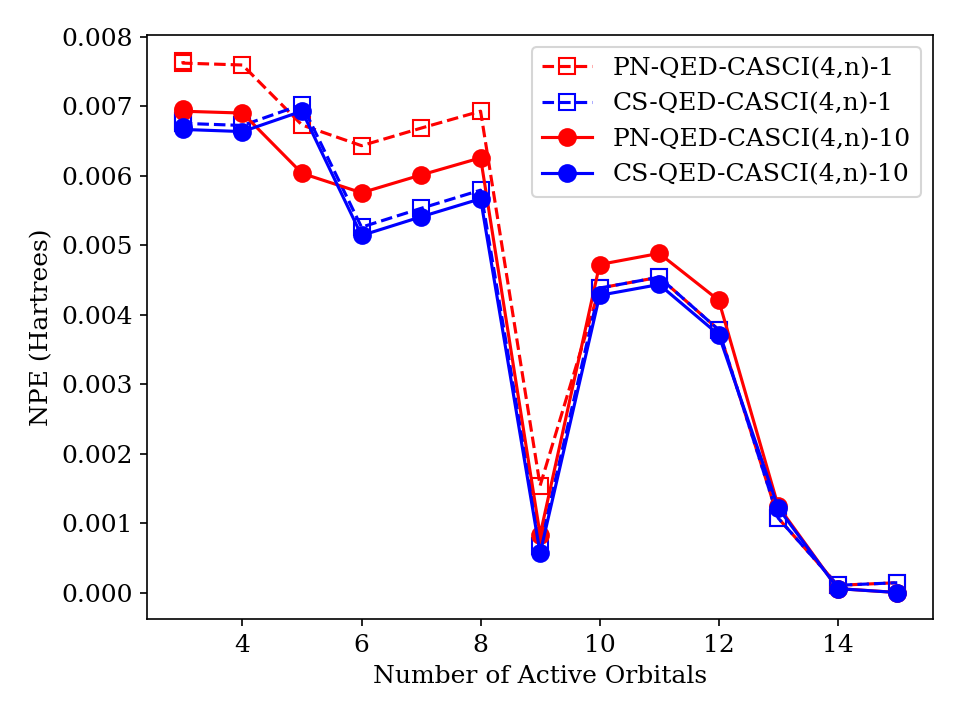 0.008
0.007
0.006
0.005
0.004
0.003
0.002
0.001
0.000
NPE (Hartrees)
PN-QED-CASCI(4,n)-1
CS-QED-CASCI(4,n)-1
PN-QED-CASCI(4,n)-10
CS-QED-CASCI(4,n)-10
4 6 8 10 12 14
Number of Active Orbitals